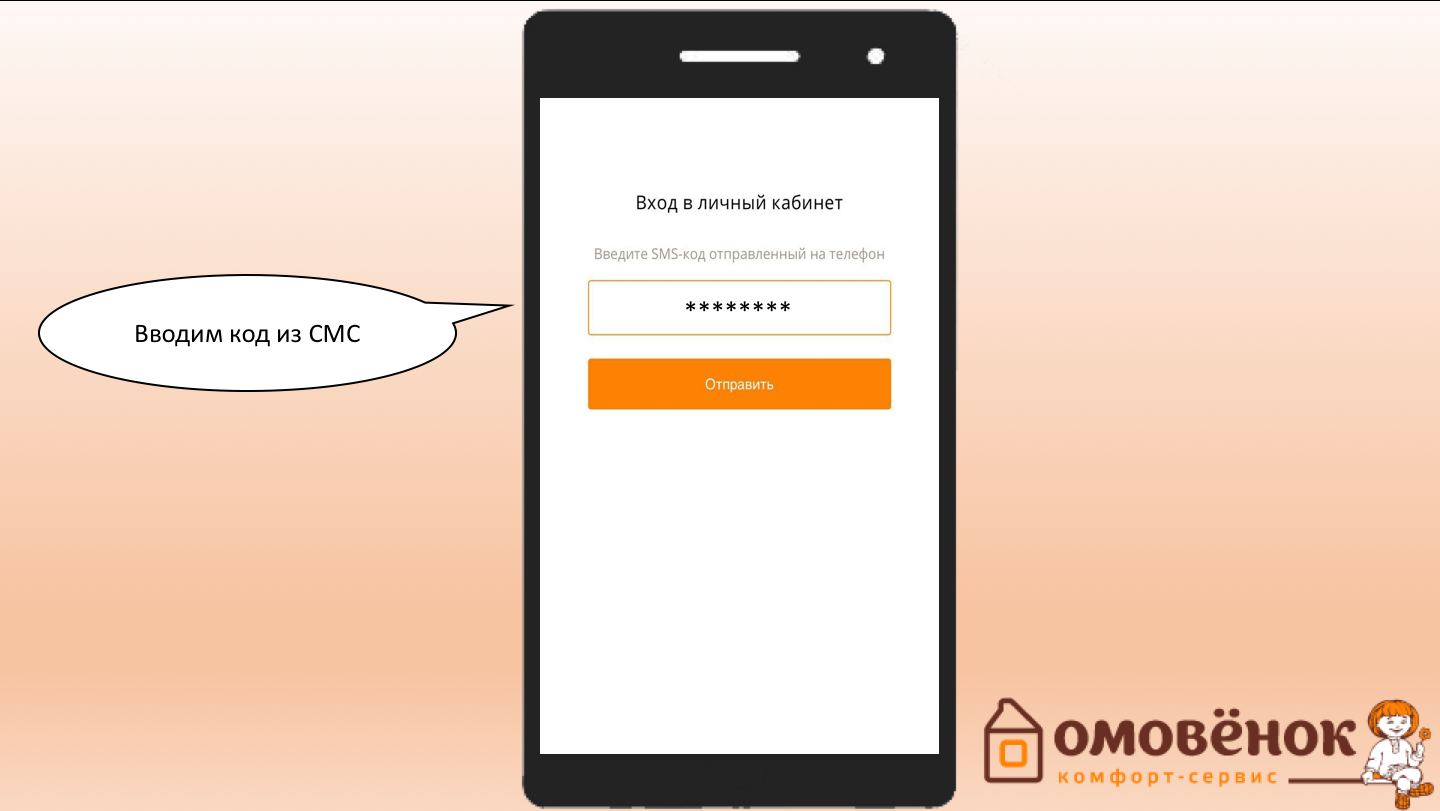 Вход в личный кабинет
Введите SMS-код отправленный на телефон
********
Отправить
Вводим код из СМС
омовёнок
комфорт-сервис